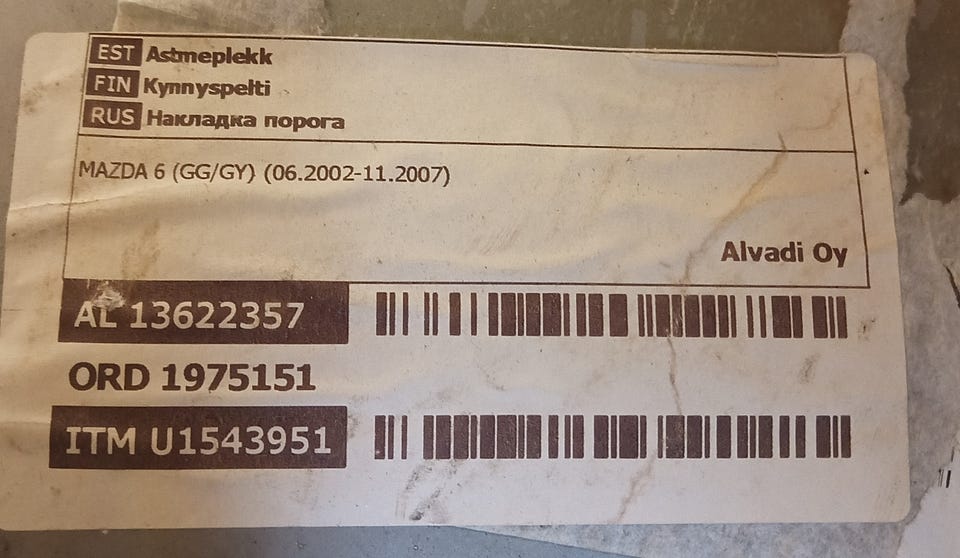 EST Astmeplekk
FIN Kynnyspelti
RUS Накладка порога
MAZDA 6 (GG/GY) (06.2002-11.2007)
Alvadi Oy
AL 13622357
ORD 1975151
ITM U1543951